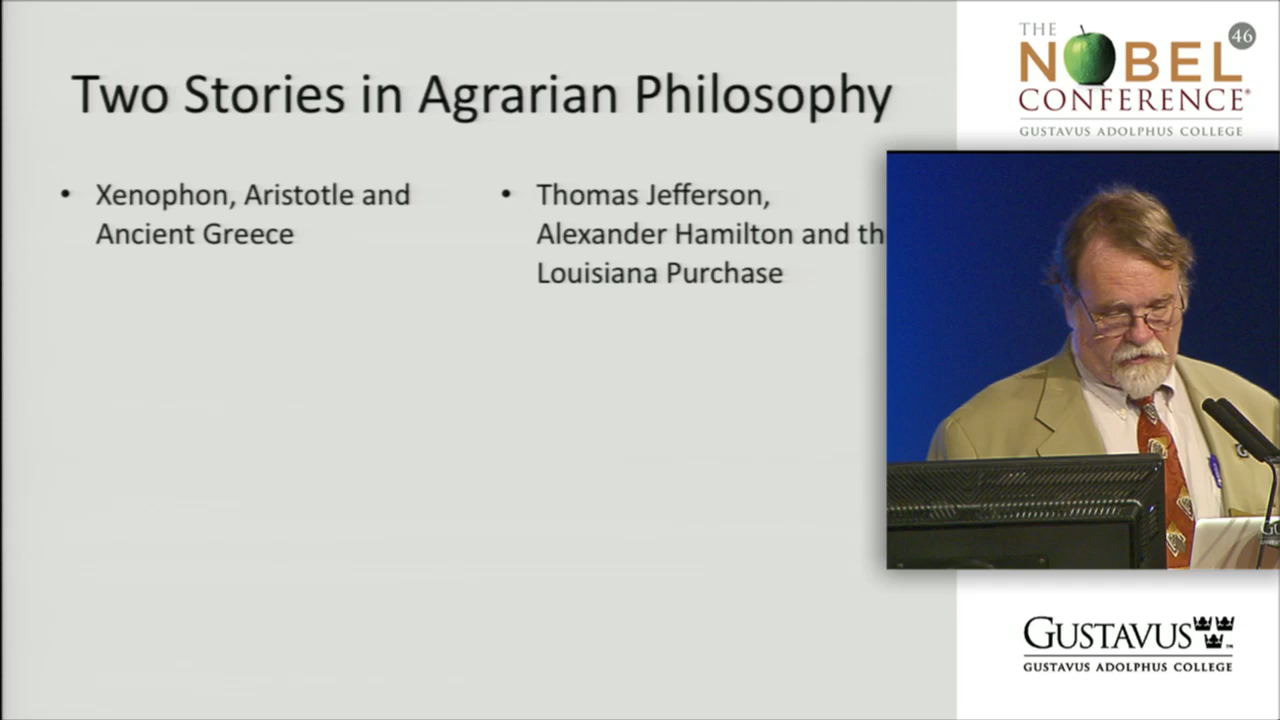 Two Stories in Agrarian Philosophy
• Xenophon, Aristotle and
Ancient Greece
• Thomas Jefferson,
Alexander Hamilton and th
Louisiana Purchase
THE
NOBEL 46
CONFERENCE®
GUSTAVUS ADOLPHUS COLLEGE
GUSTAVUS™
GUSTAVUS ADOLPHUS COLLEGE